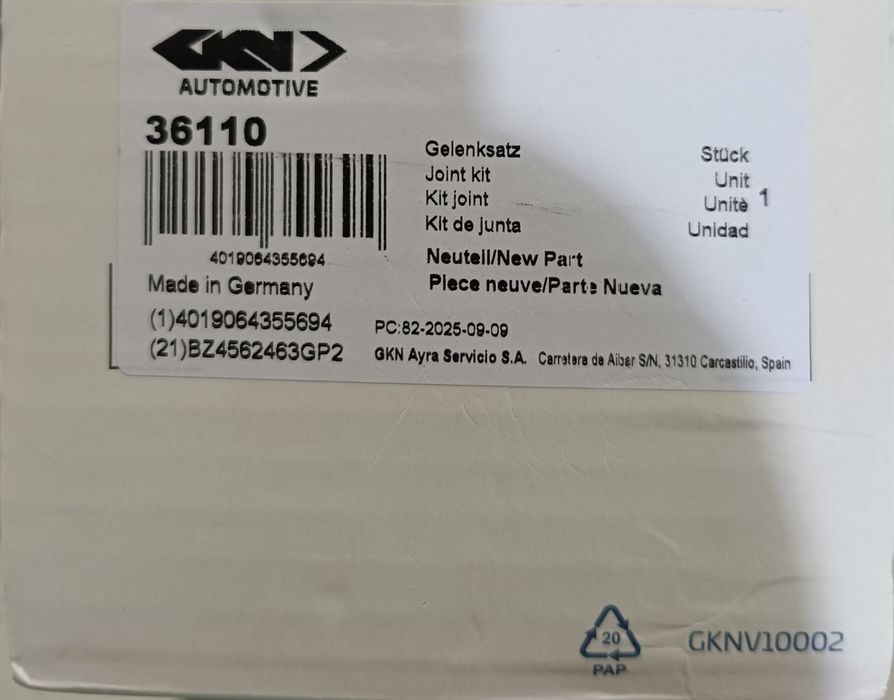 GKN
AUTOMOTIVE
36110
4019064355694
Made in Germany
(1)4019064355694
(21)BZ4562463GP2
Gelenksatz
Joint kit
Kit joint
Kit de junta
Stück
Unit
Unitè
Unidad
1
Neuteil/New Part
Piece neuve/Parte Nueva
PC:82-2025-09-09
GKN Ayra Servicio S.A. Carretera de Aibar S/N, 31310 Carcastilio, Spain
20
PAP
GKNV10002